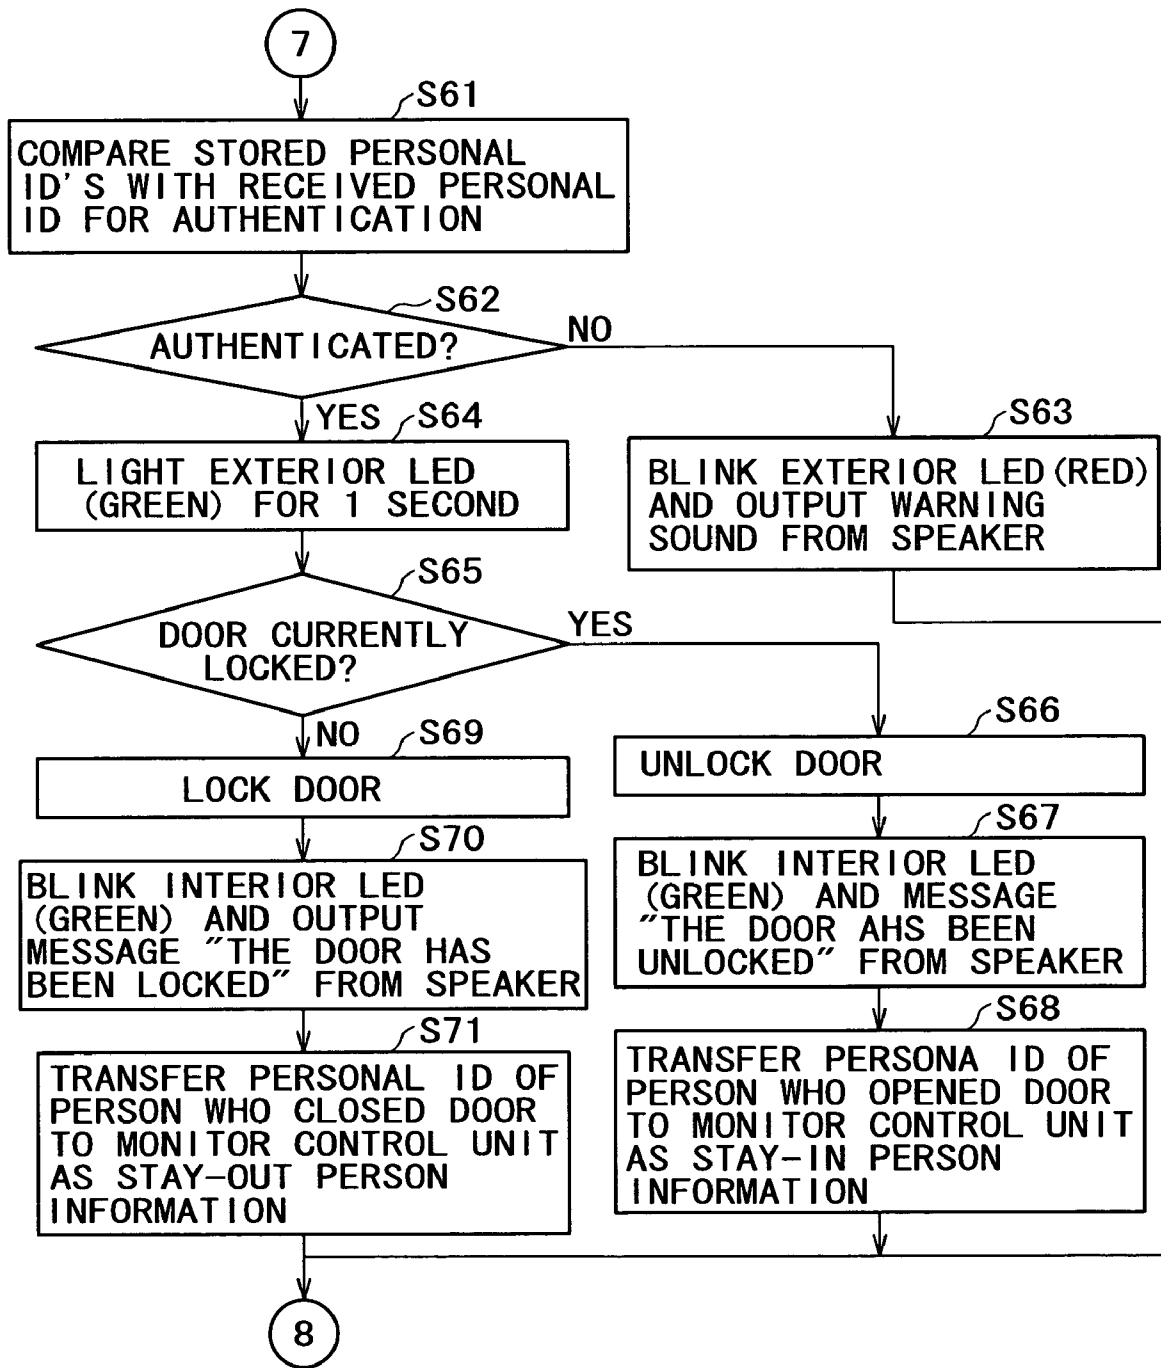 7
S61
COMPARE STORED PERSONAL
ID'S WITH RECEIVED PERSONAL
ID FOR AUTHENTICATION
S62
AUTHENTICATED?
NO
YES
S64
LIGHT EXTERIOR LED
(GREEN) FOR 1 SECOND
S63
BLINK EXTERIOR LED (RED)
AND OUTPUT WARNING
SOUND FROM SPEAKER
S65
DOOR CURRENTLY
LOCKED?
YES
NO
S69
LOCK DOOR
S66
UNLOCK DOOR
S70
BLINK INTERIOR LED
(GREEN) AND OUTPUT
MESSAGE "THE DOOR HAS
BEEN LOCKED" FROM SPEAKER
S67
BLINK INTERIOR LED
(GREEN) AND MESSAGE
"THE DOOR AHS BEEN
UNLOCKED" FROM SPEAKER
S71
TRANSFER PERSONAL ID OF
PERSON WHO CLOSED DOOR
TO MONITOR CONTROL UNIT
AS STAY-OUT PERSON
INFORMATION
S68
TRANSFER PERSONA ID OF
PERSON WHO OPENED DOOR
TO MONITOR CONTROL UNIT
AS STAY-IN PERSON
INFORMATION
8